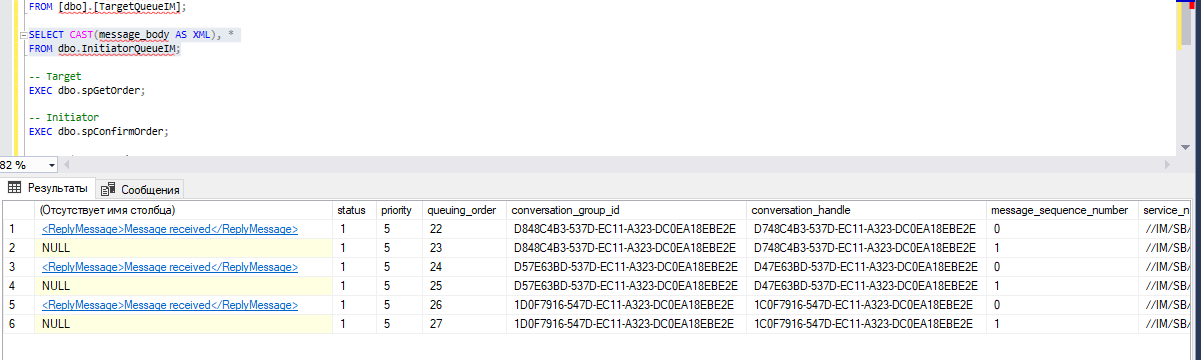 FROM [dbo].[TargetQueueIM];
SELECT CAST(message_body AS XML), *
FROM dbo.InitiatorQueueIM;
-- Target
EXEC dbo.spGetOrder;
-- Initiator
EXEC dbo.spConfirmOrder;
82 %
Результаты Сообщения
(Отсутствует имя столбца) status priority queuing_order conversation_group_id conversation_handle message_sequence_number service_n
1 <ReplyMessage>Message received</ReplyMessage> 1 5 22 D848C4B3-537D-EC11-A323-DC0EA18EBE2E D748C4B3-537D-EC11-A323-DC0EA18EBE2E 0 //IM/SB/
2 NULL 1 5 23 D848C4B3-537D-EC11-A323-DC0EA18EBE2E D748C4B3-537D-EC11-A323-DC0EA18EBE2E 1 //IM/SB/
3 <ReplyMessage>Message received</ReplyMessage> 1 5 24 D57E63BD-537D-EC11-A323-DC0EA18EBE2E D47E63BD-537D-EC11-A323-DC0EA18EBE2E 0 //IM/SB/
4 NULL 1 5 25 D57E63BD-537D-EC11-A323-DC0EA18EBE2E D47E63BD-537D-EC11-A323-DC0EA18EBE2E 1 //IM/SB/
5 <ReplyMessage>Message received</ReplyMessage> 1 5 26 1D0F7916-547D-EC11-A323-DC0EA18EBE2E 1C0F7916-547D-EC11-A323-DC0EA18EBE2E 0 //IM/SB/
6 NULL 1 5 27 1D0F7916-547D-EC11-A323-DC0EA18EBE2E 1C0F7916-547D-EC11-A323-DC0EA18EBE2E 1 //IM/SB/